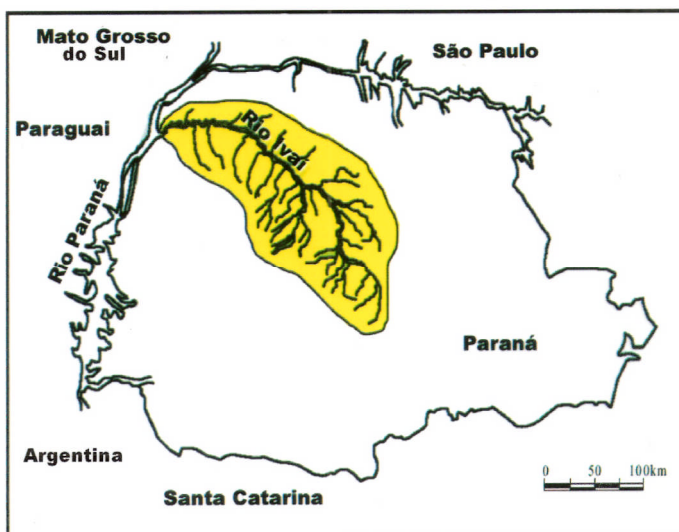 Mato Grosso
do Sul
São Paulo
Paraguai
Rio Ivaí
Rio Paraná
Paraná
Argentina
Santa Catarina
0 50 100km